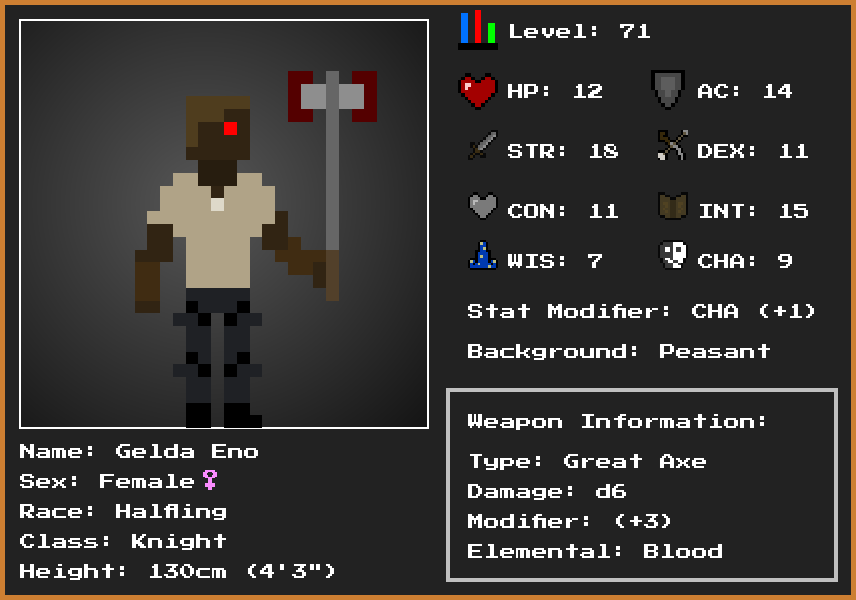 Level: 71
HP: 12
AC: 14
STR: 18
DEX: 11
CON: 11
INT: 15
WIS: 7
CHA: 9
Stat Modifier: CHA (+1)
Background: Peasant
Weapon Information:
Type: Great Axe
Damage: d6
Modifier: (+3)
Elemental: Blood
Name: Gelda Eno
Sex: Female♀
Race: Halfling
Class: Knight
Height: 130cm (4'3")